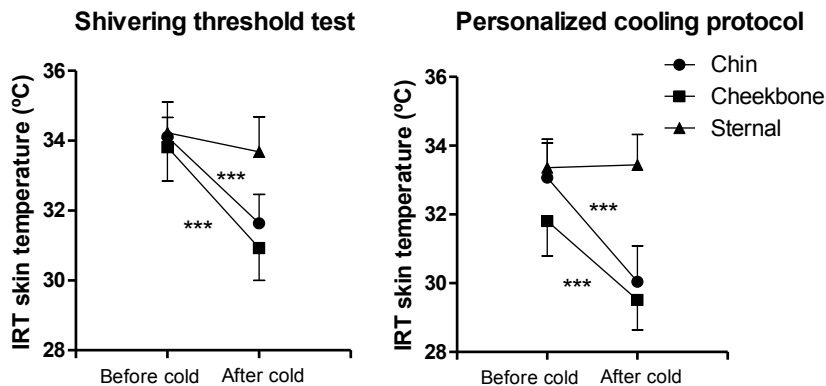 Shivering threshold test
Personalized cooling protocol
IRT skin temperature (ºC)
36
34
32
30
28
***
***
Before cold
After cold
IRT skin temperature (ºC)
36
34
32
30
28
***
***
Before cold
After cold
Chin
Cheekbone
Sternal